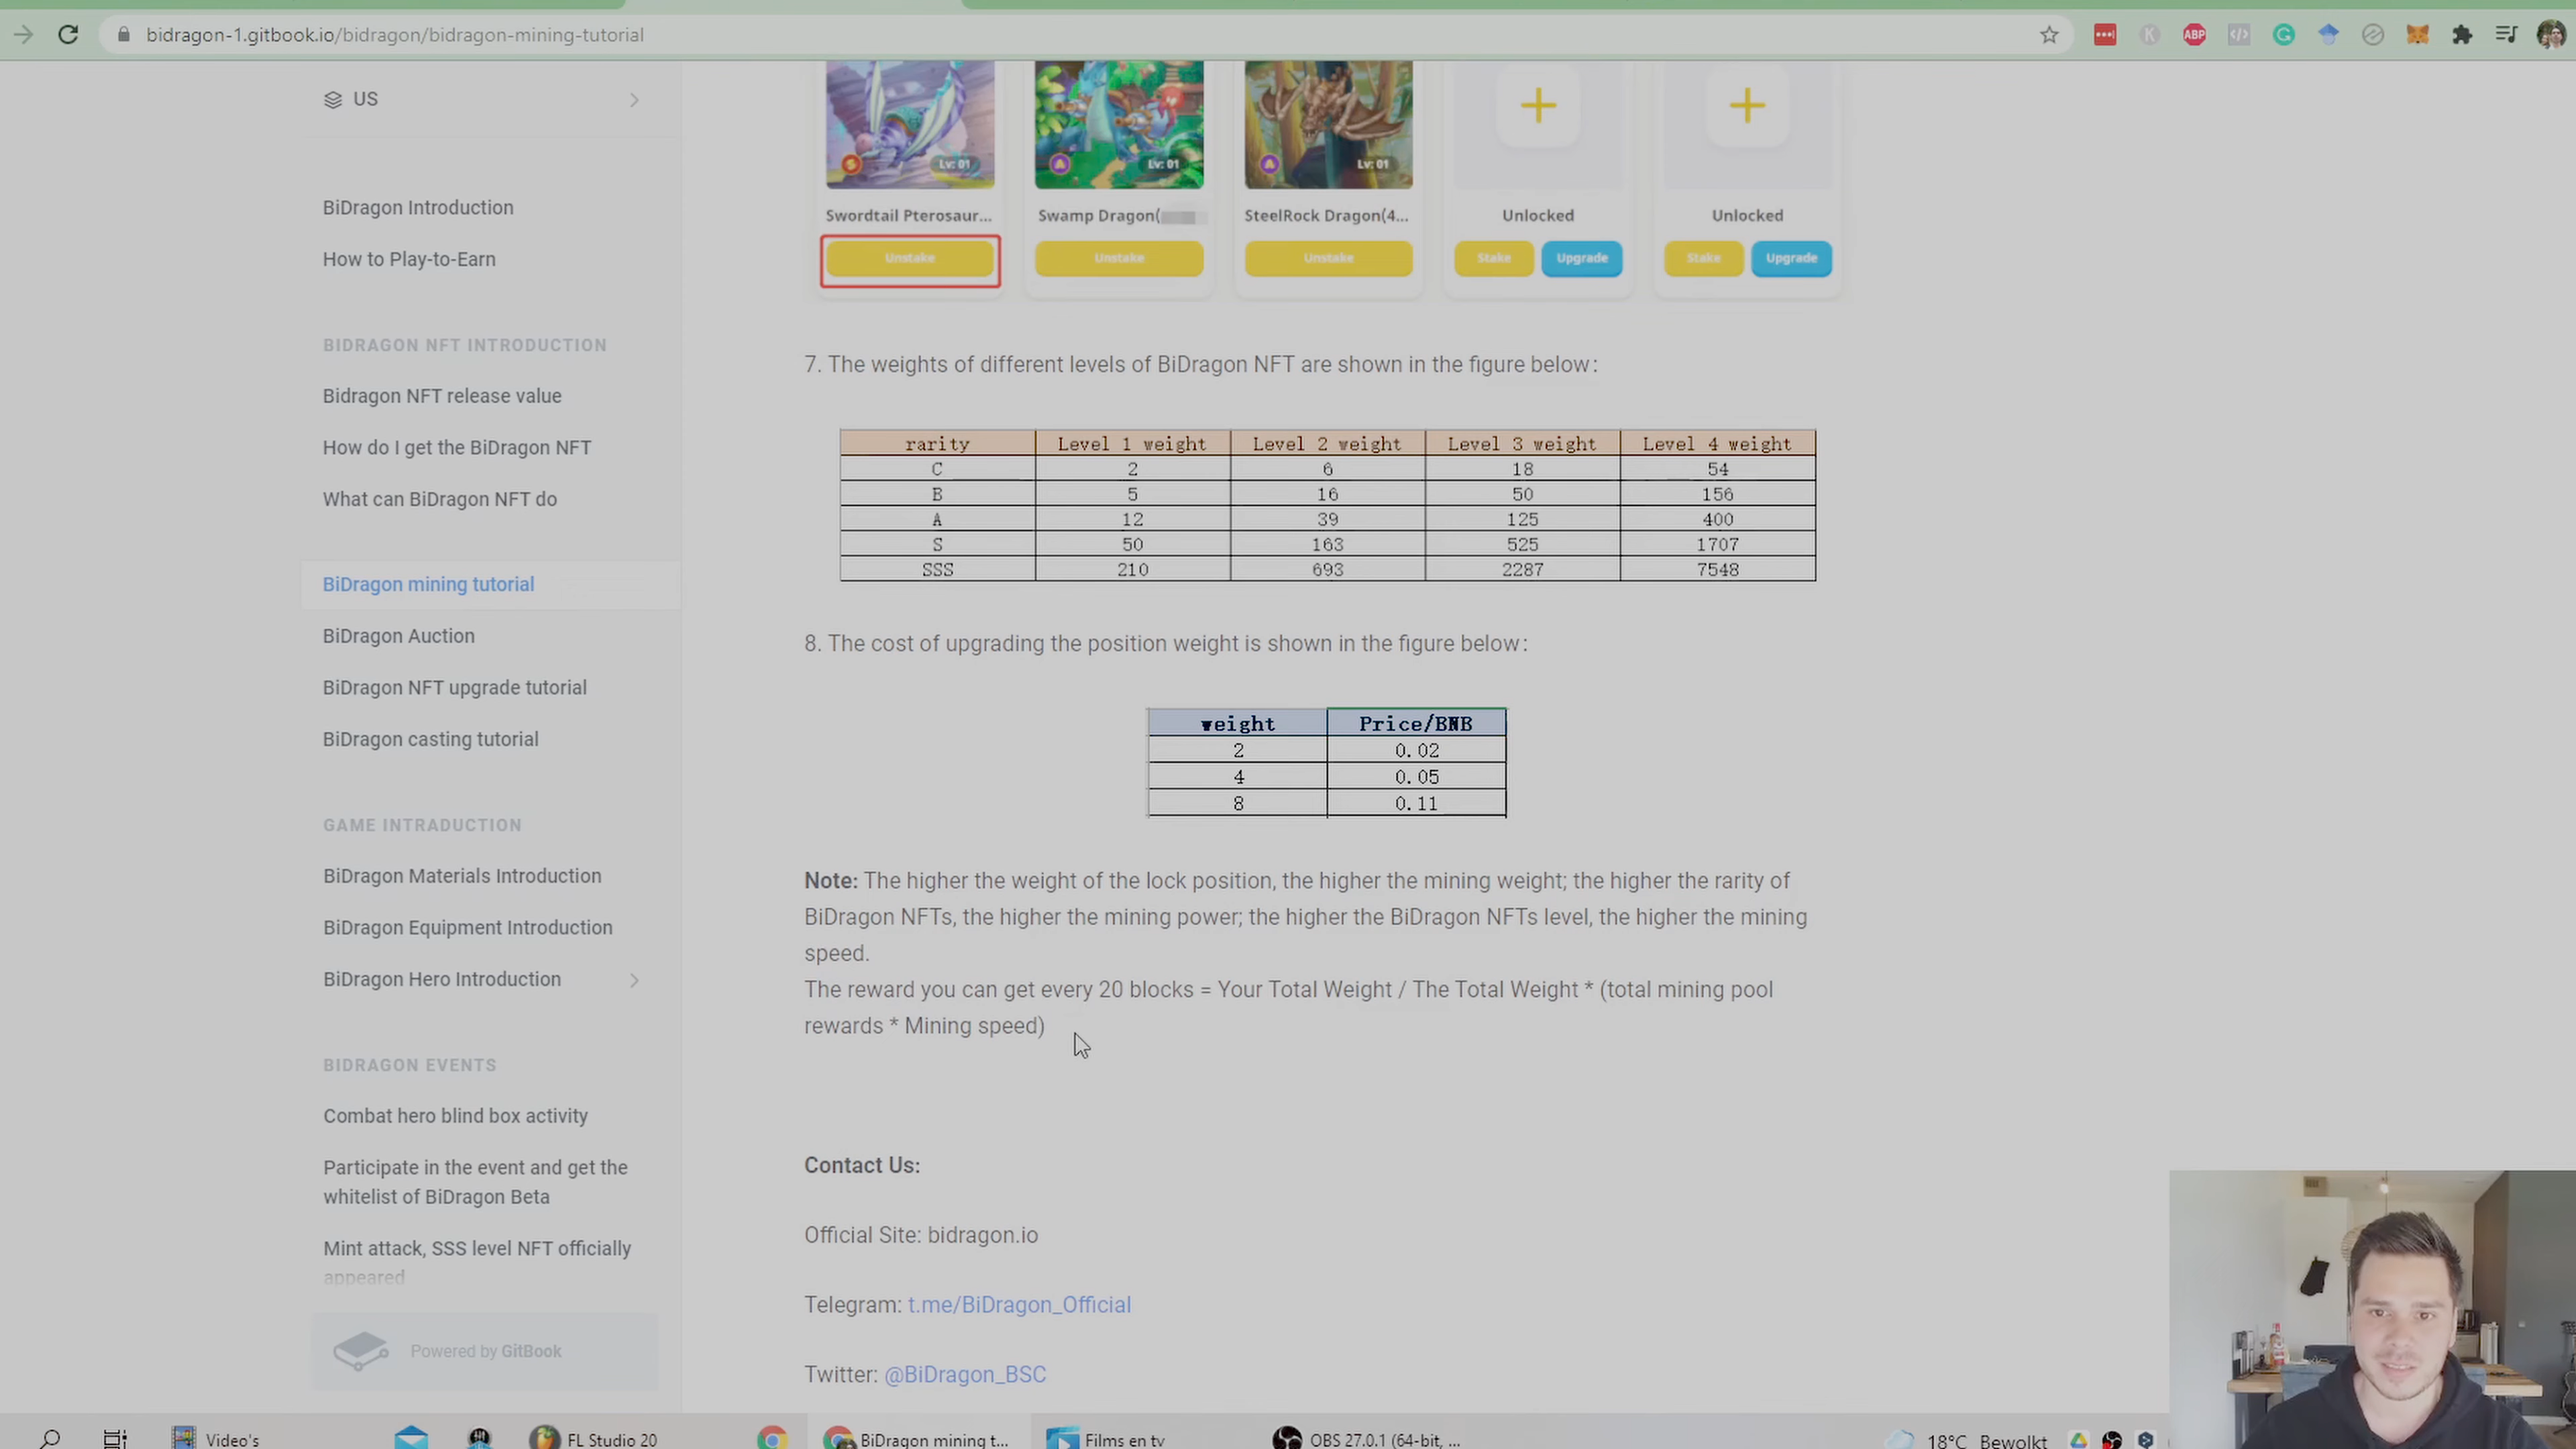 bidragon-1.gitbook.io/bidragon/bidragon-mining-tutorial
ABP
US
BiDragon Introduction
How to Play-to-Earn
BIDRAGON NFT INTRODUCTION
Bidragon NFT release value
How do I get the BiDragon NFT
What can BiDragon NFT do
BiDragon mining tutorial
BiDragon Auction
BiDragon NFT upgrade tutorial
BiDragon casting tutorial
GAME INTRADUCTION
BiDragon Materials Introduction
BiDragon Equipment Introduction
BiDragon Hero Introduction
BIDRAGON EVENTS
Combat hero blind box activity
Participate in the event and get the
whitelist of BiDragon Beta
Mint attack, SSS level NFT officially
appeared
Powered by GitBook
S Lv: 01 A Lv: 01 A Lv: 01
Swordtail Pterosaur... Swamp Dragon( SteelRock Dragon(4... Unlocked Unlocked
Unstake Unstake Unstake Stake Upgrade Stake Upgrade
7. The weights of different levels of BiDragon NFT are shown in the figure below:
rarity Level 1 weight Level 2 weight Level 3 weight Level 4 weight
C 2 6 18 54
B 5 16 50 156
A 12 39 125 400
S 50 163 525 1707
SSS 210 693 2287 7548
8. The cost of upgrading the position weight is shown in the figure below:
weight Price/BNB
2 0.02
4 0.05
8 0.11
Note: The higher the weight of the lock position, the higher the mining weight; the higher the rarity of
BiDragon NFTs, the higher the mining power; the higher the BiDragon NFTs level, the higher the mining
speed.
The reward you can get every 20 blocks = Your Total Weight / The Total Weight * (total mining pool
rewards * Mining speed)
Contact Us:
Official Site: bidragon.io
Telegram: t.me/BiDragon_Official
Twitter: @BiDragon_BSC
Video's FL Studio 20 BiDragon mining t... Films en tv OBS 27.0.1 (64-bit, ... 18°C Bewolkt